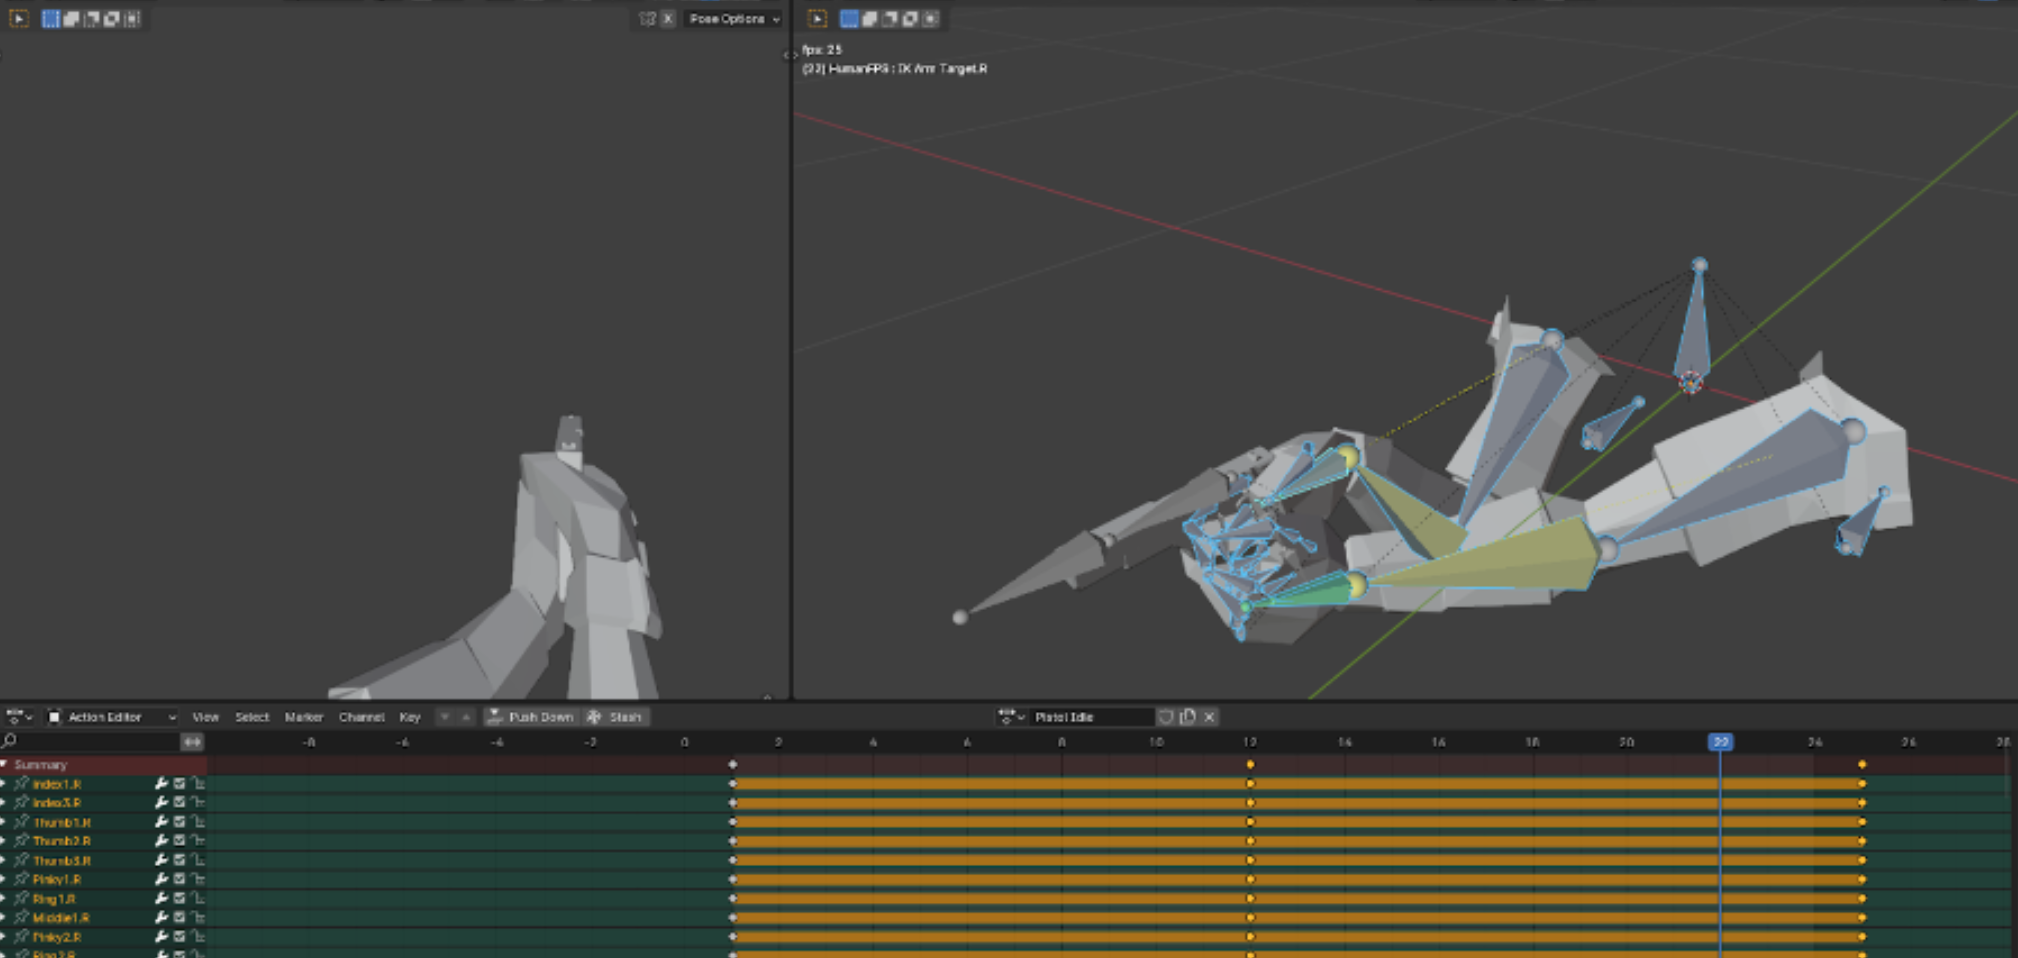 Pose Options
fps: 25
(22) HumanFPS : IK Arm Target.R
Action Editor View Select Marker Channel Key Push Down Stash Pistol Idle
-8 -6 -4 -2 0 2 4 6 8 10 12 14 16 18 20 22 24 26 28
Summary
Index1.R
Index3.R
Thumb1.R
Thumb2.R
Thumb3.R
Pinky1.R
Ring1.R
Middle1.R
Pinky2.R
Ring2.R